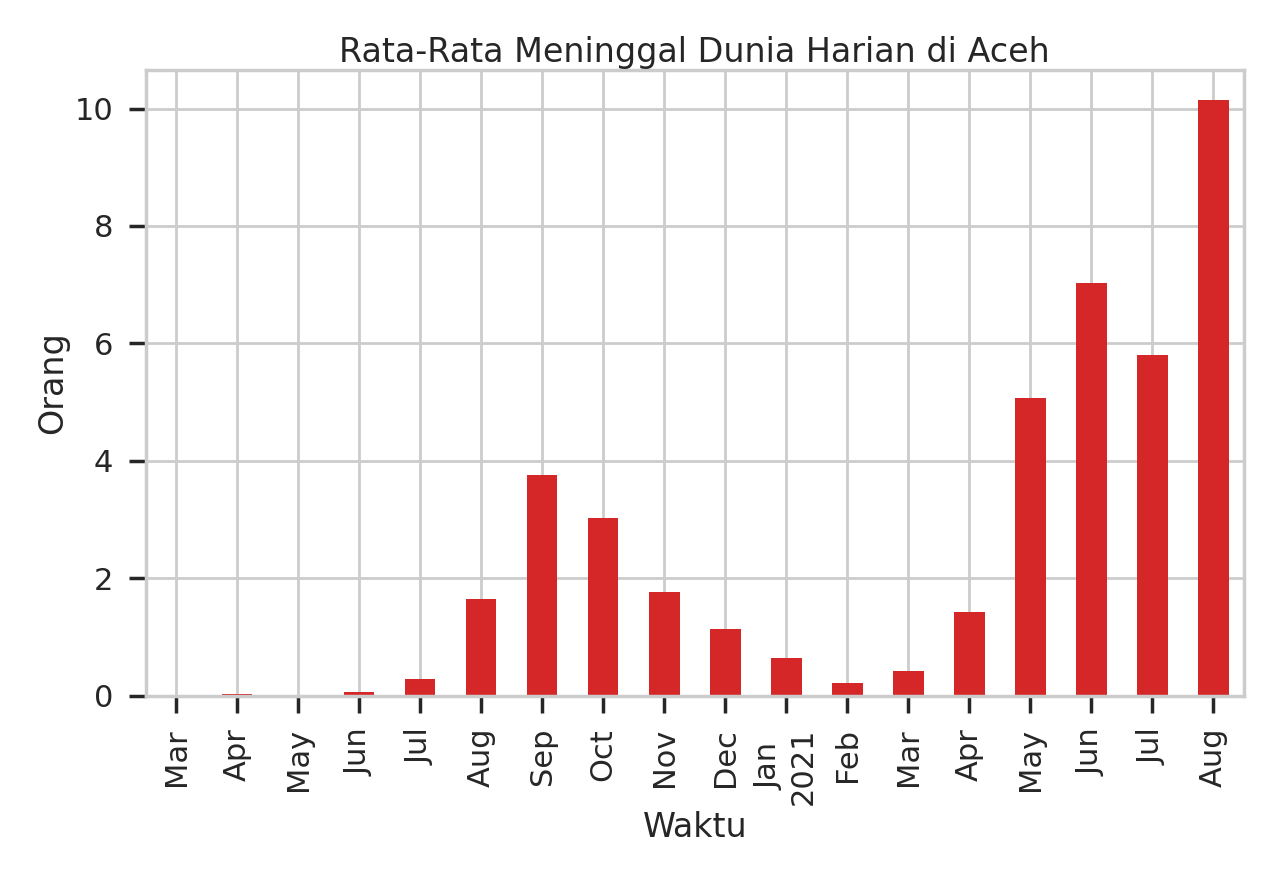 Rata-Rata Meninggal Dunia Harian di Aceh
10
8
6
4
2
0
Orang
Mar
Apr
May
Jun
Jul
Aug
Sep
Oct
Nov
Dec
Jan
2021
Feb
Mar
Apr
May
Jun
Jul
Aug
Waktu